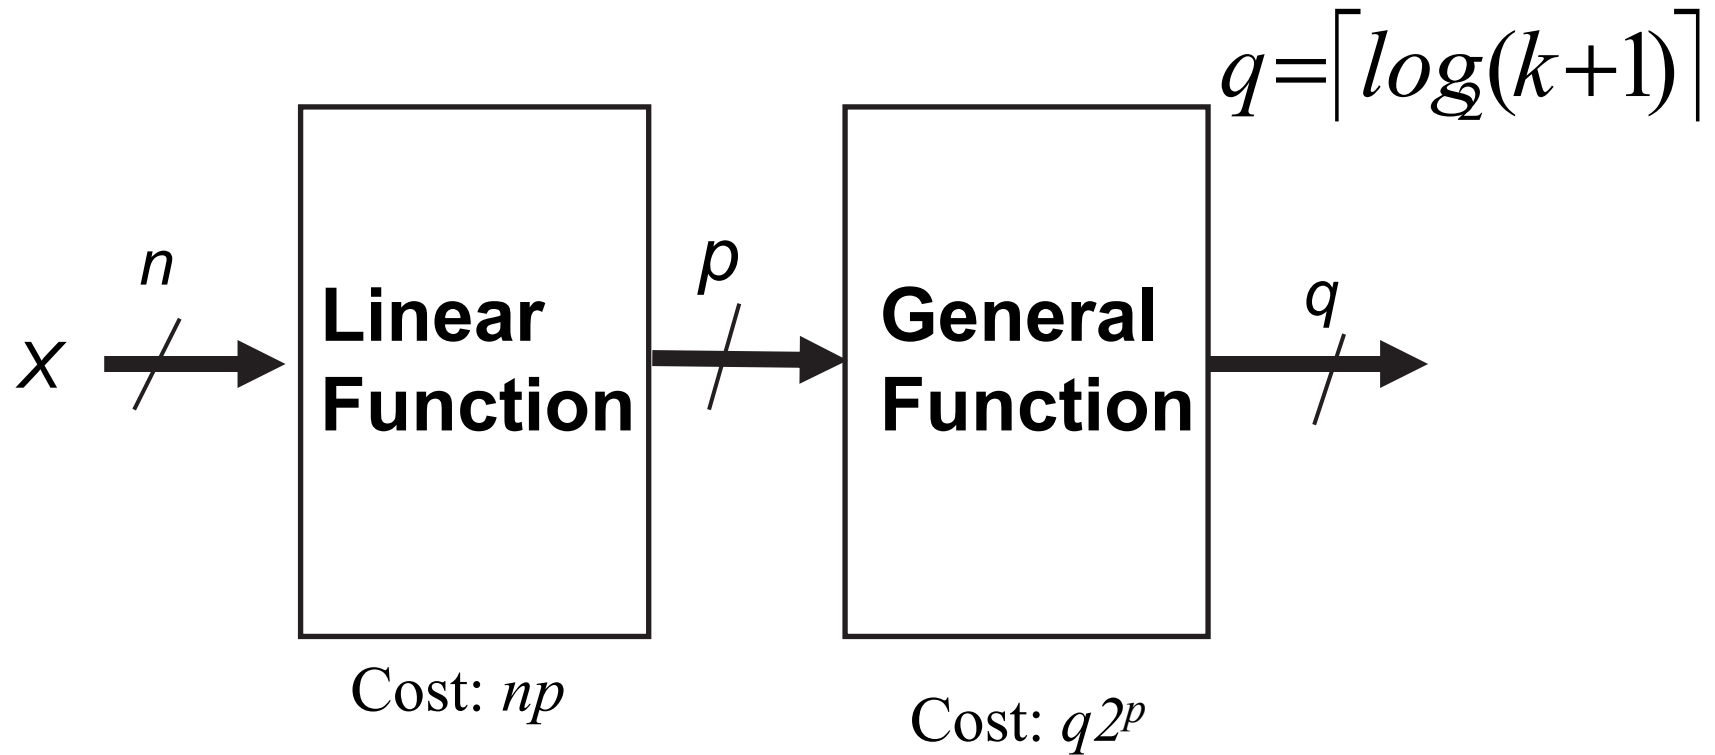 q=⌈log₂(k+1)⌉
n
p
q
X
Linear
Function
General
Function
Cost: np
Cost: q2ᵖ